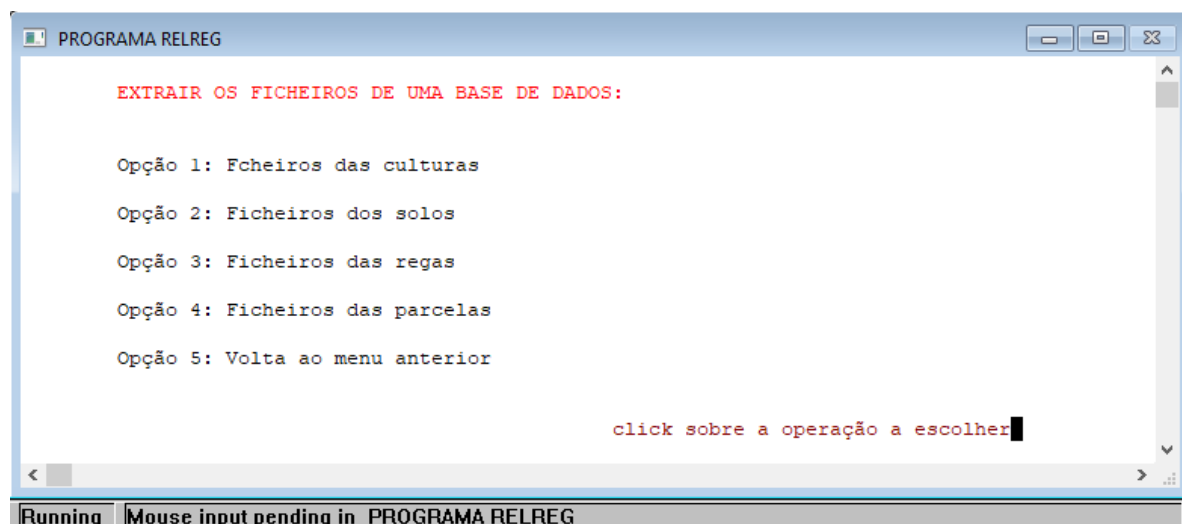 PROGRAMA RELREG
EXTRAIR OS FICHEIROS DE UMA BASE DE DADOS:
Opção 1: Fcheiros das culturas
Opção 2: Ficheiros dos solos
Opção 3: Ficheiros das regas
Opção 4: Ficheiros das parcelas
Opção 5: Volta ao menu anterior
click sobre a operação a escolher
Running Mouse input pending in PROGRAMA RELREG